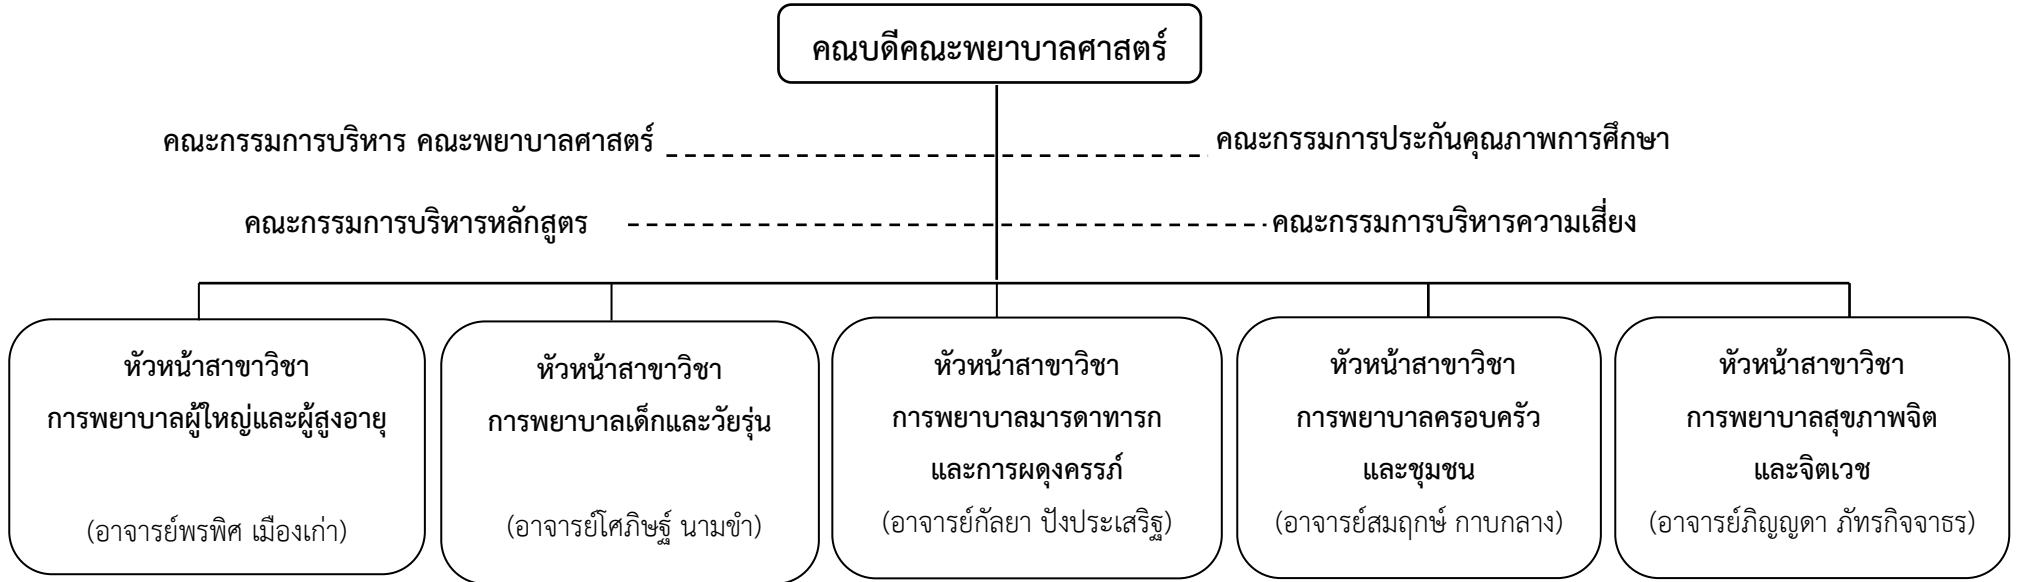 คณบดีคณะพยาบาลศาสตร์
คณะกรรมการบริหาร คณะพยาบาลศาสตร์
คณะกรรมการประกันคุณภาพการศึกษา
คณะกรรมการบริหารหลักสูตร
คณะกรรมการบริหารความเสี่ยง
หัวหน้าสาขาวิชา
การพยาบาลผู้ใหญ่และผู้สูงอายุ
(อาจารย์พรพิศ เมืองเก่า)
หัวหน้าสาขาวิชา
การพยาบาลเด็กและวัยรุ่น
(อาจารย์โศภิษฐ์ นามขำ)
หัวหน้าสาขาวิชา
การพยาบาลมารดาทารก
และการผดุงครรภ์
(อาจารย์กัลยา ปังประเสริฐ)
หัวหน้าสาขาวิชา
การพยาบาลครอบครัว
และชุมชน
(อาจารย์สมฤกษ์ กาบกลาง)
หัวหน้าสาขาวิชา
การพยาบาลสุขภาพจิต
และจิตเวช
(อาจารย์ภิญญดา ภัทรกิจจาธร)